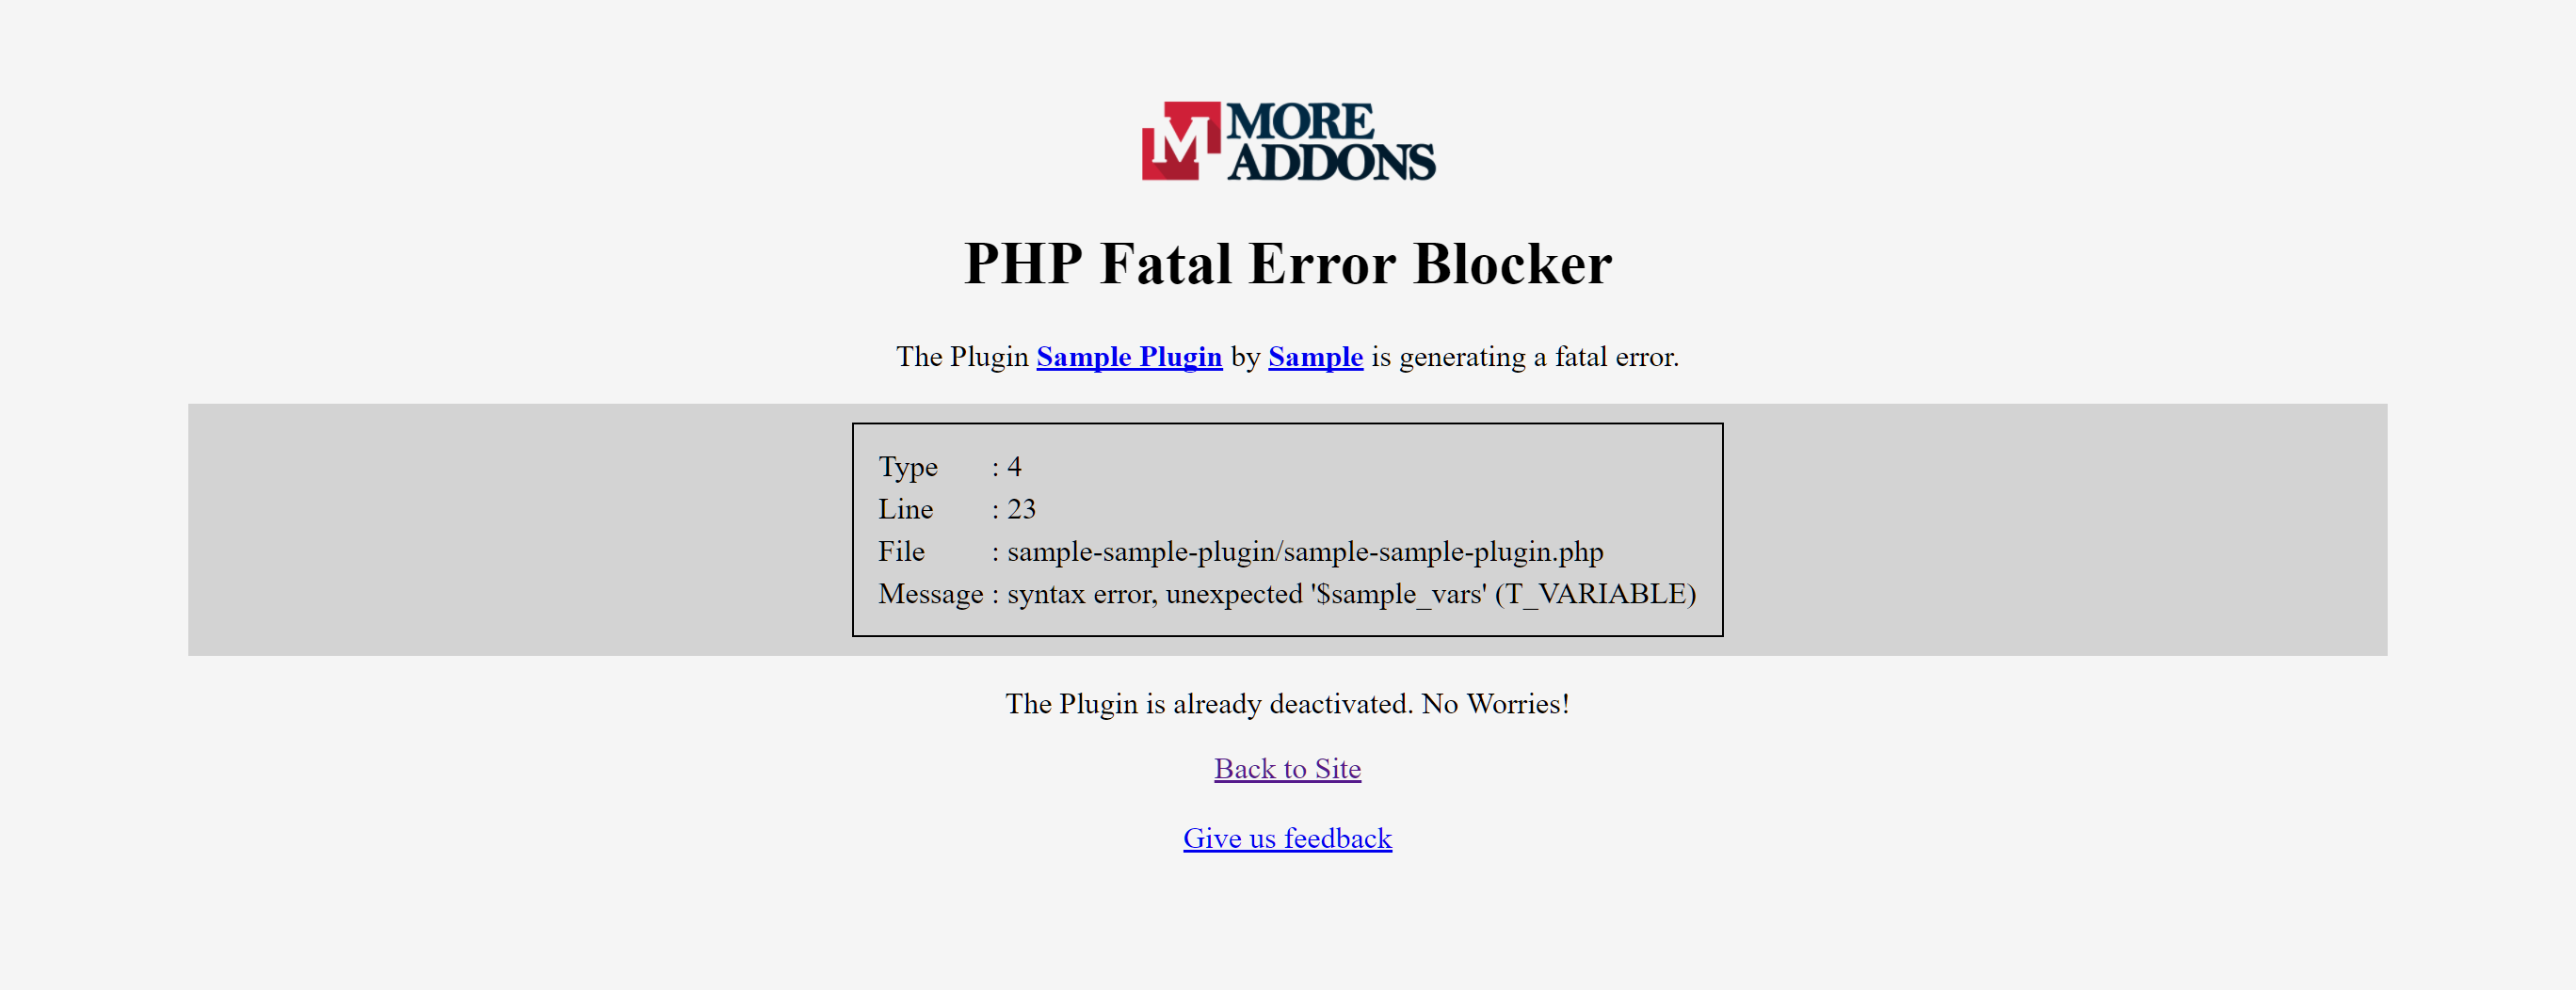 M MORE
ADDONS
PHP Fatal Error Blocker
The Plugin Sample Plugin by Sample is generating a fatal error.
Type : 4
Line : 23
File : sample-sample-plugin/sample-sample-plugin.php
Message : syntax error, unexpected '$sample_vars' (T_VARIABLE)
The Plugin is already deactivated. No Worries!
Back to Site
Give us feedback